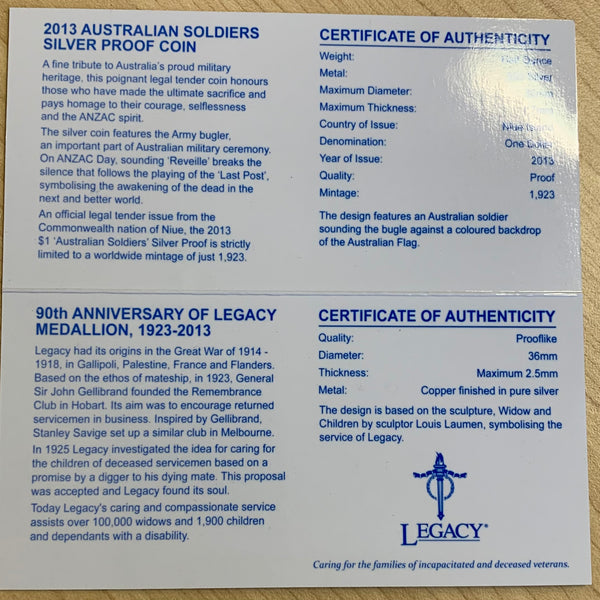 2013 AUSTRALIAN SOLDIERS
SILVER PROOF COIN
A fine tribute to Australia's proud military
heritage, this poignant legal tender coin honours
those who have made the ultimate sacrifice and
pays homage to their courage, selflessness
and the ANZAC spirit.
The silver coin features the Army bugler,
an important part of Australian military ceremony.
On ANZAC Day, sounding 'Reveille' breaks the
silence that follows the playing of the 'Last Post',
symbolising the awakening of the dead in the
next and better world.
An official legal tender issue from the
Commonwealth nation of Niue, the 2013
$1 'Australian Soldiers' Silver Proof is strictly
limited to a worldwide mintage of just 1,923.
CERTIFICATE OF AUTHENTICITY
Weight: Ounce
Metal: Silver
Maximum Diameter:
Maximum Thickness:
Country of Issue: Niue Island
Denomination: One Dollar
Year of Issue: 2013
Quality: Proof
Mintage: 1,923
The design features an Australian soldier
sounding the bugle against a coloured backdrop
of the Australian Flag.
90th ANNIVERSARY OF LEGACY
MEDALLION, 1923-2013
Legacy had its origins in the Great War of 1914 -
1918, in Gallipoli, Palestine, France and Flanders.
Based on the ethos of mateship, in 1923, General
Sir John Gellibrand founded the Remembrance
Club in Hobart. Its aim was to encourage returned
servicemen in business. Inspired by Gellibrand,
Stanley Savige set up a similar club in Melbourne.
In 1925 Legacy investigated the idea for caring for
the children of deceased servicemen based on a
promise by a digger to his dying mate. This proposal
was accepted and Legacy found its soul.
Today Legacy's caring and compassionate service
assists over 100,000 widows and 1,900 children
and dependants with a disability.
CERTIFICATE OF AUTHENTICITY
Quality: Prooflike
Diameter: 36mm
Thickness: Maximum 2.5mm
Metal: Copper finished in pure silver
The design is based on the sculpture, Widow and
Children by sculptor Louis Laumen, symbolising the
service of Legacy.
LEGACY®
Caring for the families of incapacitated and deceased veterans.